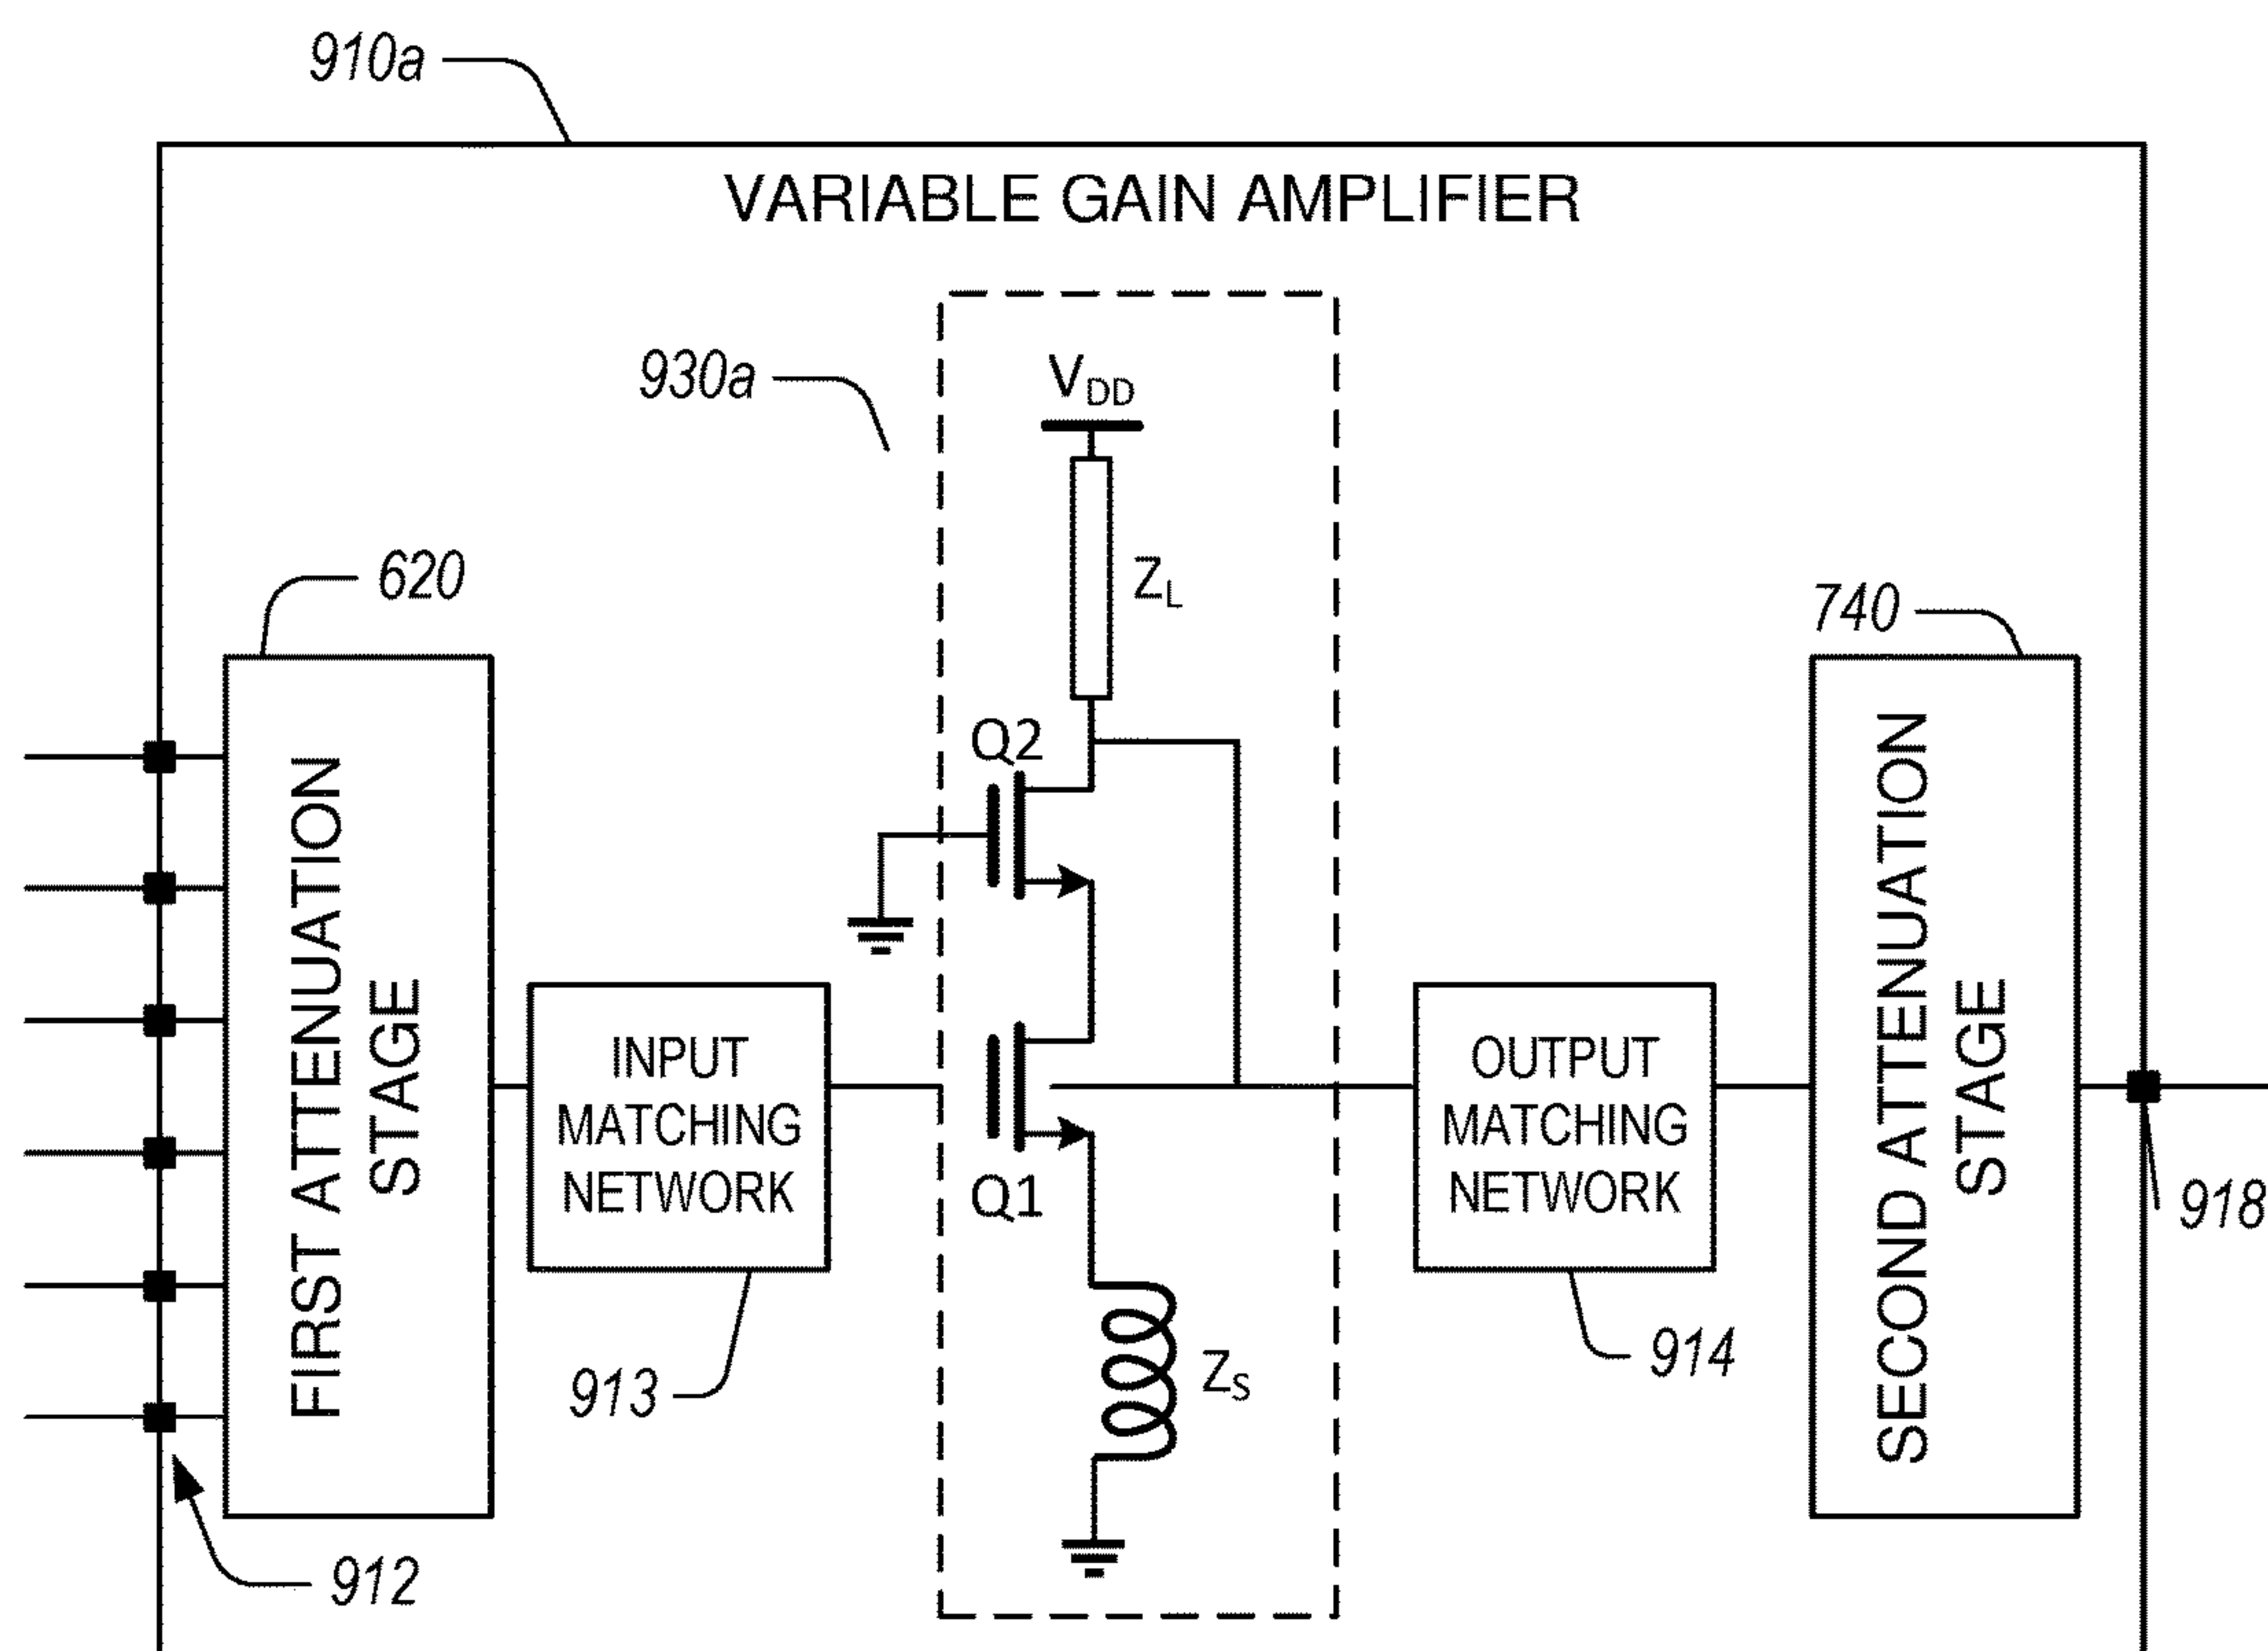 910a
VARIABLE GAIN AMPLIFIER
930a
VDD
620
ZL
740
Q2
FIRST ATTENUATION
STAGE
INPUT
MATCHING
NETWORK
OUTPUT
MATCHING
NETWORK
SECOND ATTENUATION
STAGE
Q1
918
913
ZS
914
912